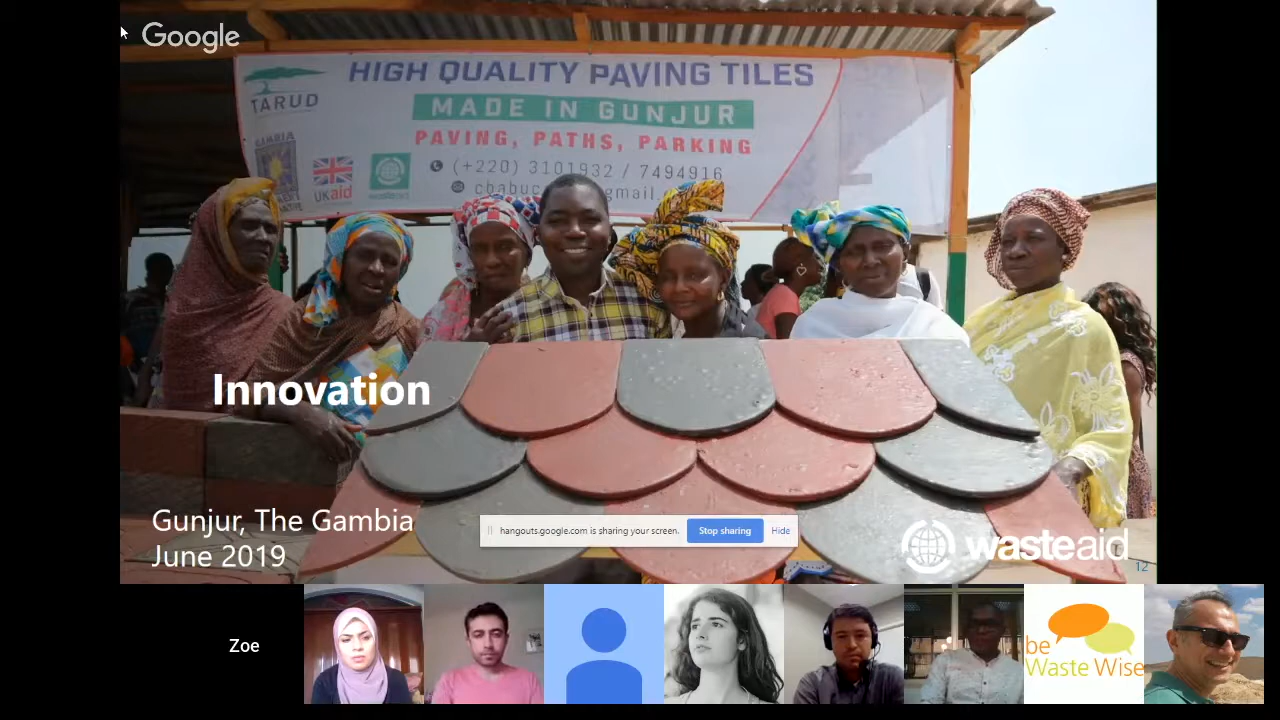 Google
HIGH QUALITY PAVING TILES
TARUD
MADE IN GUNJUR
PAVING, PATHS, PARKING
GAMBIA
(+220) 3101932 / 7494916
UKaid
wasteaid
Innovation
Gunjur, The Gambia
June 2019
hangouts.google.com is sharing your screen.
Stop sharing
Hide
wasteaid
12
Zoe
be
Waste Wise